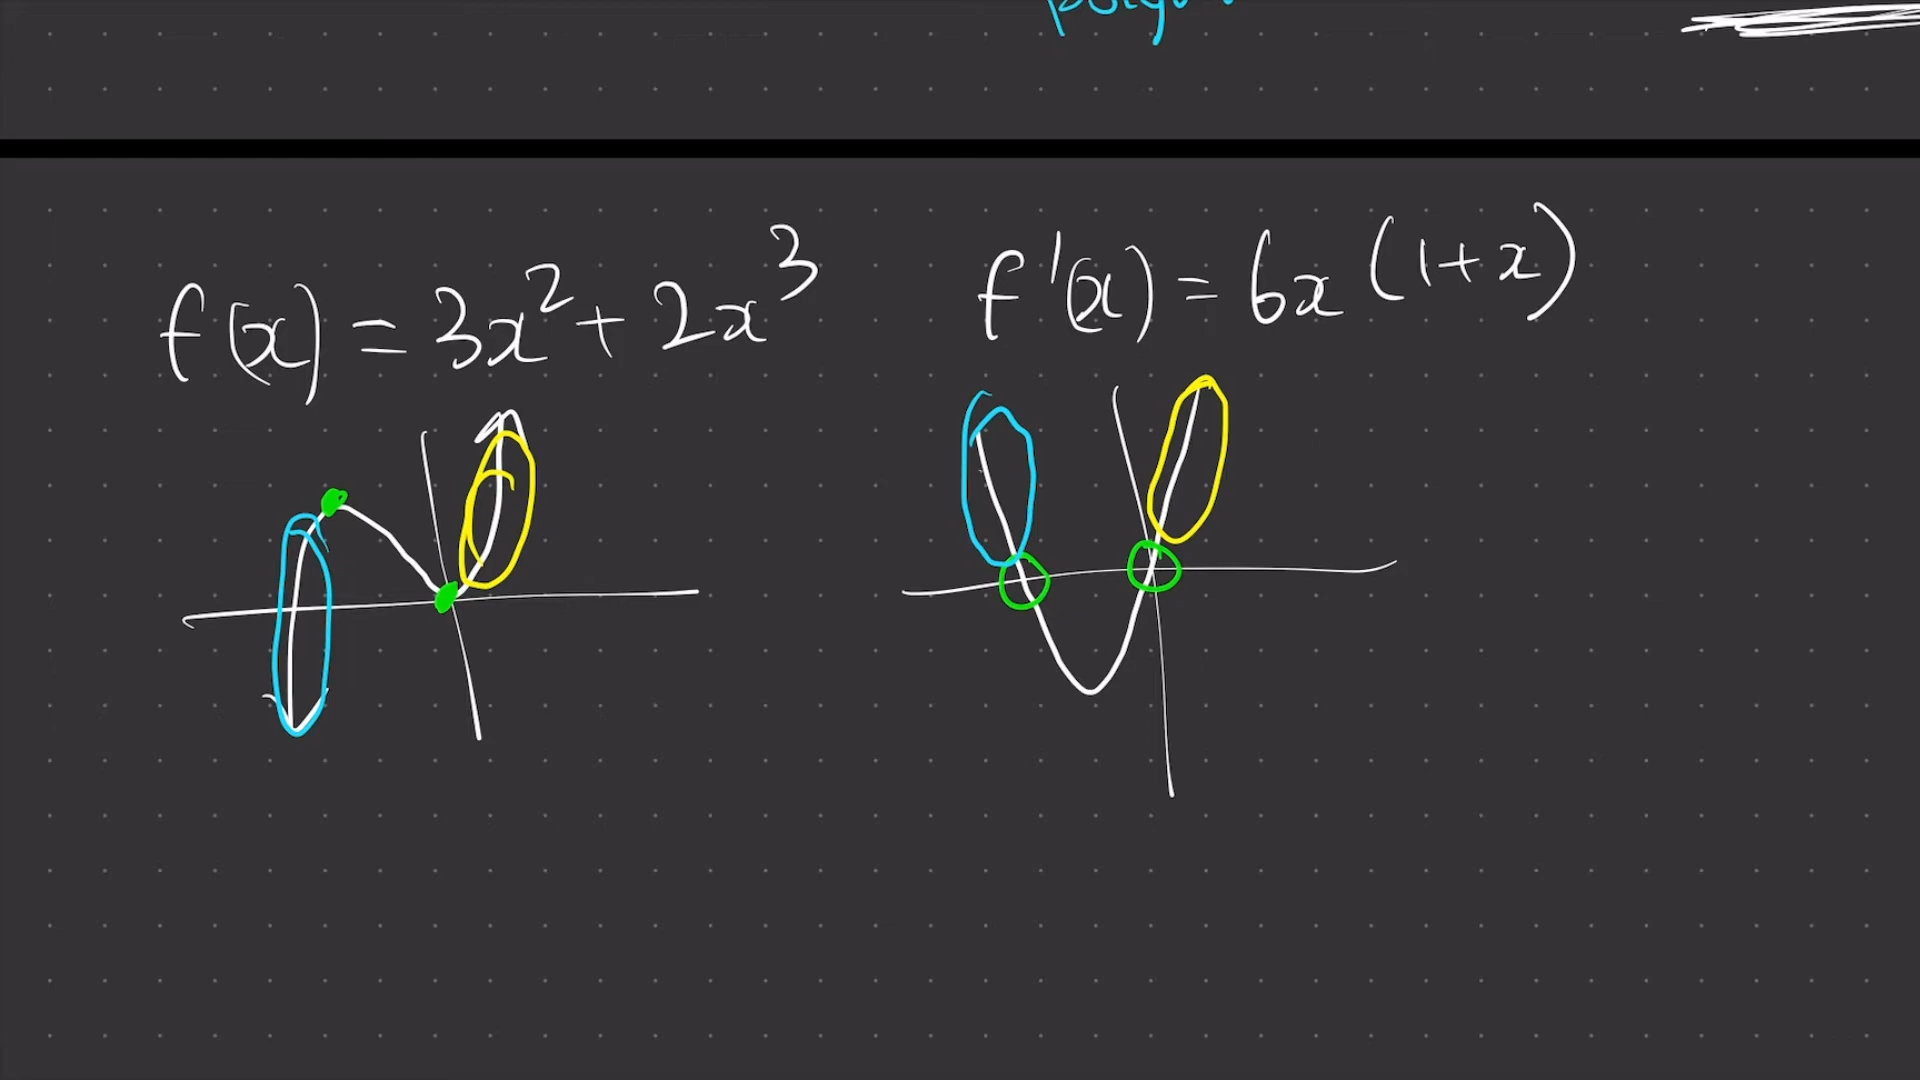 f(x) = 3x² + 2x³
f'(x) = 6x(1+x)